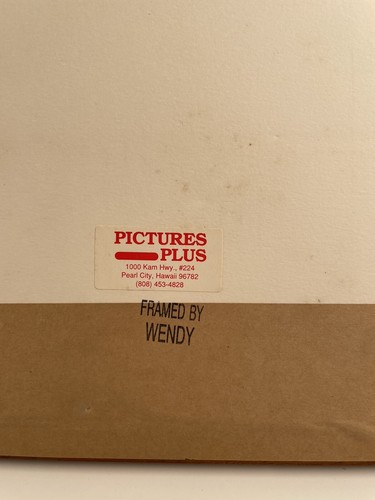 PICTURES
PLUS
1000 Kam Hwy., #224
Pearl City, Hawaii 96782
(808) 453-4828
FRAMED BY
WENDY